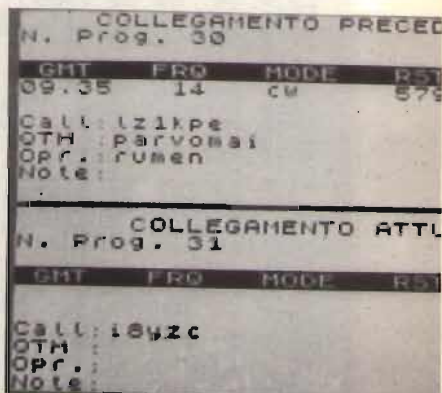 COLLEGAMENTO PRECED
N. Prog. 30
GMT FRQ MODE RST
09.35 14 cw 579
Call: lz1kpe
QTH : parvomai
Opr.: rumen
Note:
COLLEGAMENTO ATTU
N. Prog. 31
GMT FRQ MODE RST
Call: i8yzc
QTH :
Opr.:
Note: